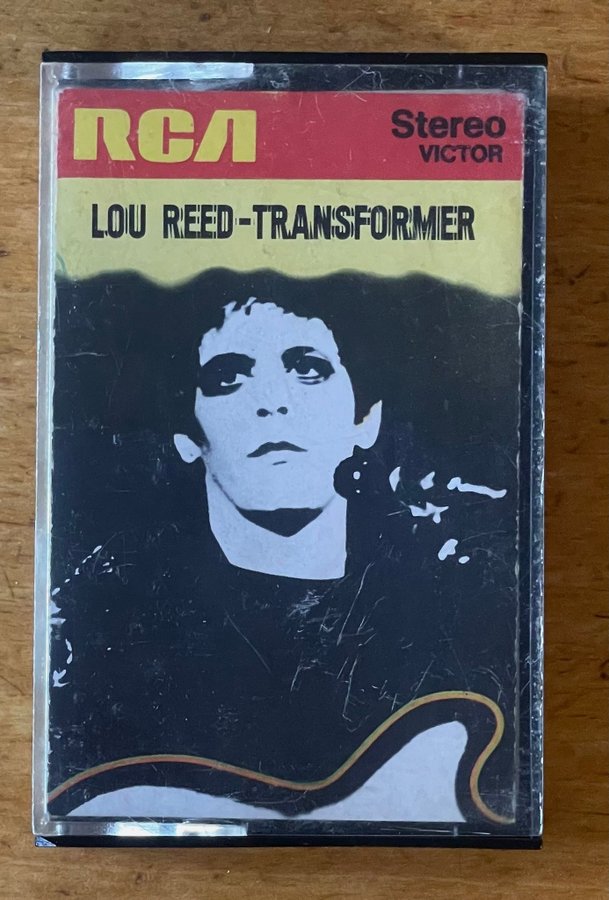 RCA Stereo
VICTOR
LOU REED-TRANSFORMER